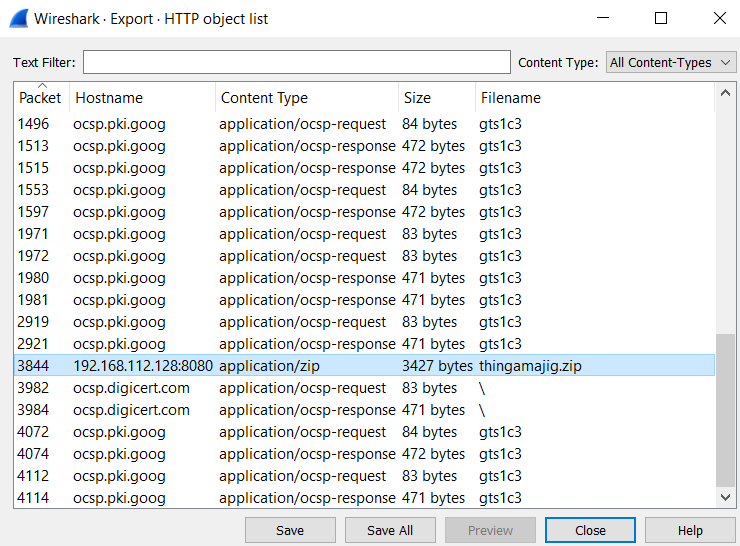 Wireshark · Export · HTTP object list
Text Filter: Content Type: All Content-Types
Packet Hostname Content Type Size Filename
1496 ocsp.pki.goog application/ocsp-request 84 bytes gts1c3
1513 ocsp.pki.goog application/ocsp-response 472 bytes gts1c3
1515 ocsp.pki.goog application/ocsp-response 472 bytes gts1c3
1553 ocsp.pki.goog application/ocsp-request 84 bytes gts1c3
1597 ocsp.pki.goog application/ocsp-response 472 bytes gts1c3
1971 ocsp.pki.goog application/ocsp-request 83 bytes gts1c3
1972 ocsp.pki.goog application/ocsp-request 83 bytes gts1c3
1980 ocsp.pki.goog application/ocsp-response 471 bytes gts1c3
1981 ocsp.pki.goog application/ocsp-response 471 bytes gts1c3
2919 ocsp.pki.goog application/ocsp-request 83 bytes gts1c3
2921 ocsp.pki.goog application/ocsp-response 471 bytes gts1c3
3844 192.168.112.128:8080 application/zip 3427 bytes thingamajig.zip
3982 ocsp.digicert.com application/ocsp-request 83 bytes \
3984 ocsp.digicert.com application/ocsp-response 471 bytes \
4072 ocsp.pki.goog application/ocsp-request 84 bytes gts1c3
4074 ocsp.pki.goog application/ocsp-response 472 bytes gts1c3
4112 ocsp.pki.goog application/ocsp-request 83 bytes gts1c3
4114 ocsp.pki.goog application/ocsp-response 471 bytes gts1c3
Save Save All Preview Close Help